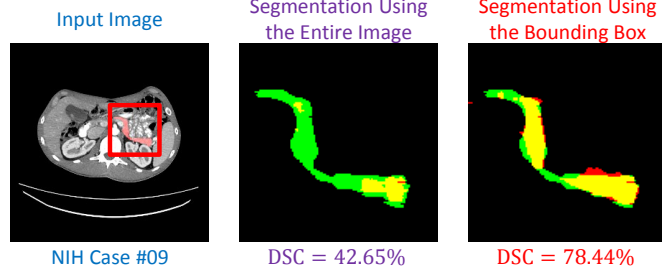 Input Image
Segmentation Using
the Entire Image
Segmentation Using
the Bounding Box
NIH Case #09
DSC = 42.65%
DSC = 78.44%